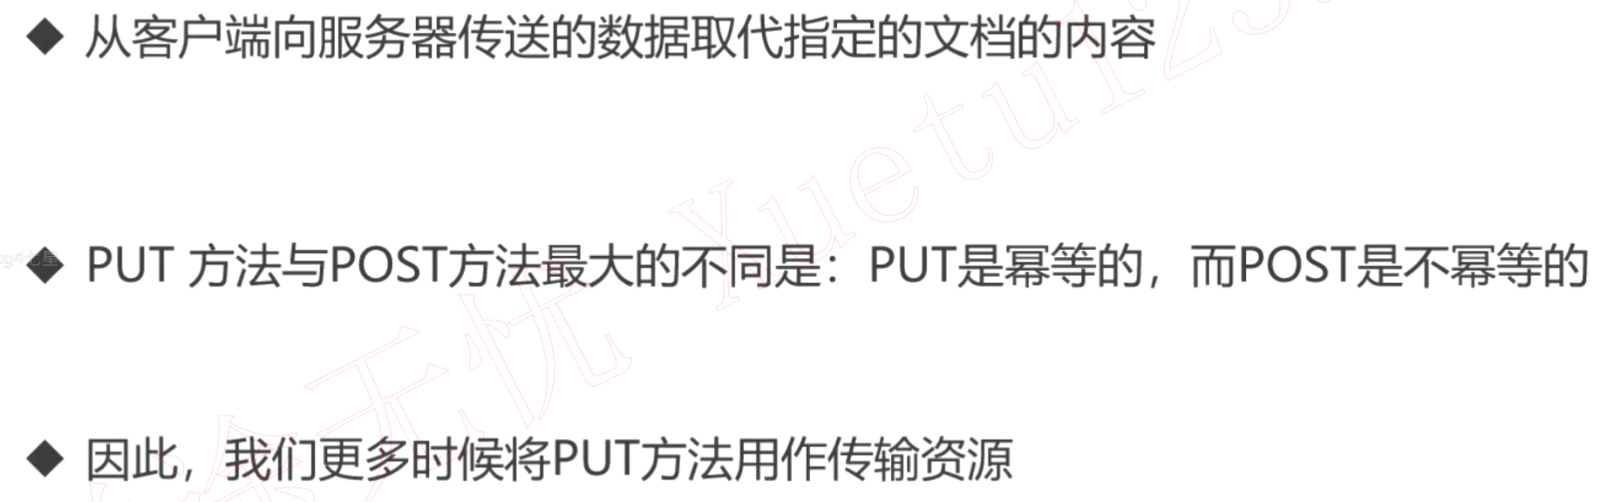 ◆ 从客户端向服务器传送的数据取代指定的文档的内容
◆ PUT 方法与POST方法最大的不同是：PUT是幂等的，而POST是不幂等的
◆ 因此，我们更多时候将PUT方法用作传输资源
无忧 Xuetu123